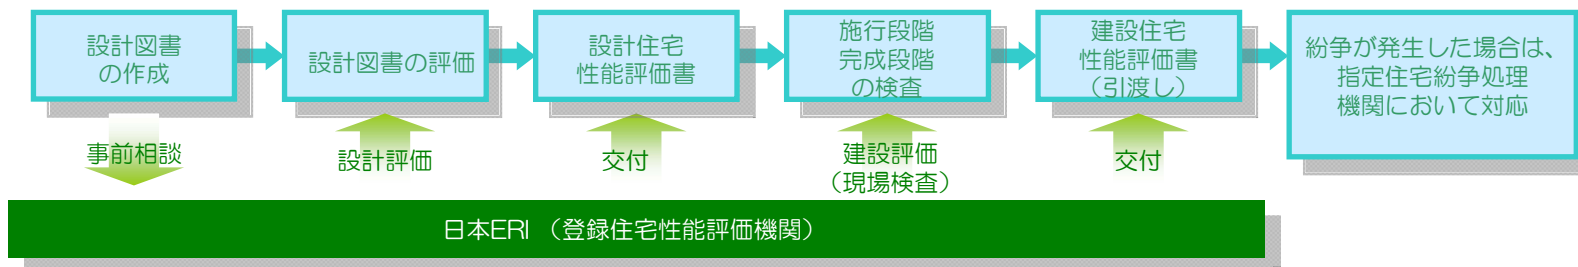 設計図書
の作成
設計図書の評価
設計住宅
性能評価書
施行段階
完成段階
の検査
建設住宅
性能評価書
（引渡し）
紛争が発生した場合は、
指定住宅紛争処理
機関において対応
事前相談
設計評価
交付
建設評価
（現場検査）
交付
日本ERI （登録住宅性能評価機関）